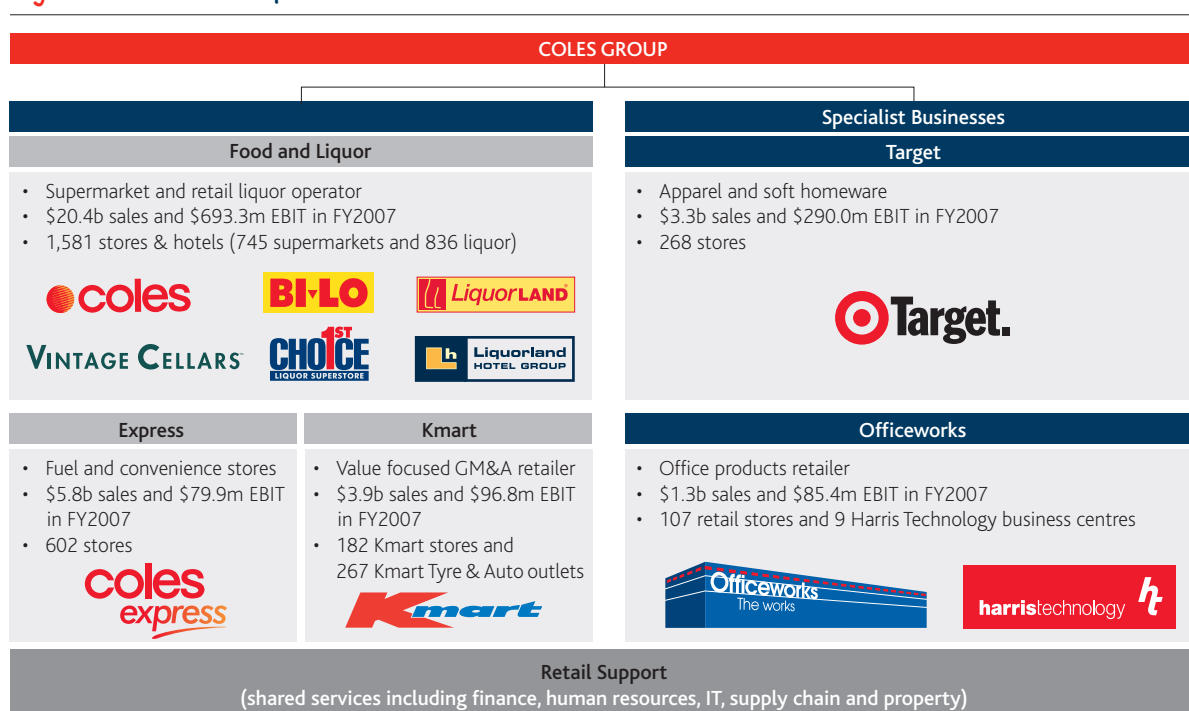 COLES GROUP
Food and Liquor
• Supermarket and retail liquor operator
• $20.4b sales and $693.3m EBIT in FY2007
• 1,581 stores & hotels (745 supermarkets and 836 liquor)
coles
BI-LO
LIQUORLAND
VINTAGE CELLARS
1ST CHOICE
LIQUOR SUPERSTORE
h Liquorland
HOTEL GROUP
Specialist Businesses
Target
• Apparel and soft homeware
• $3.3b sales and $290.0m EBIT in FY2007
• 268 stores
Target.
Express
• Fuel and convenience stores
• $5.8b sales and $79.9m EBIT
in FY2007
• 602 stores
coles
express
Kmart
• Value focused GM&A retailer
• $3.9b sales and $96.8m EBIT
in FY2007
• 182 Kmart stores and
267 Kmart Tyre & Auto outlets
Kmart
Officeworks
• Office products retailer
• $1.3b sales and $85.4m EBIT in FY2007
• 107 retail stores and 9 Harris Technology business centres
Officeworks
The works
harristechnology ht
Retail Support
(shared services including finance, human resources, IT, supply chain and property)